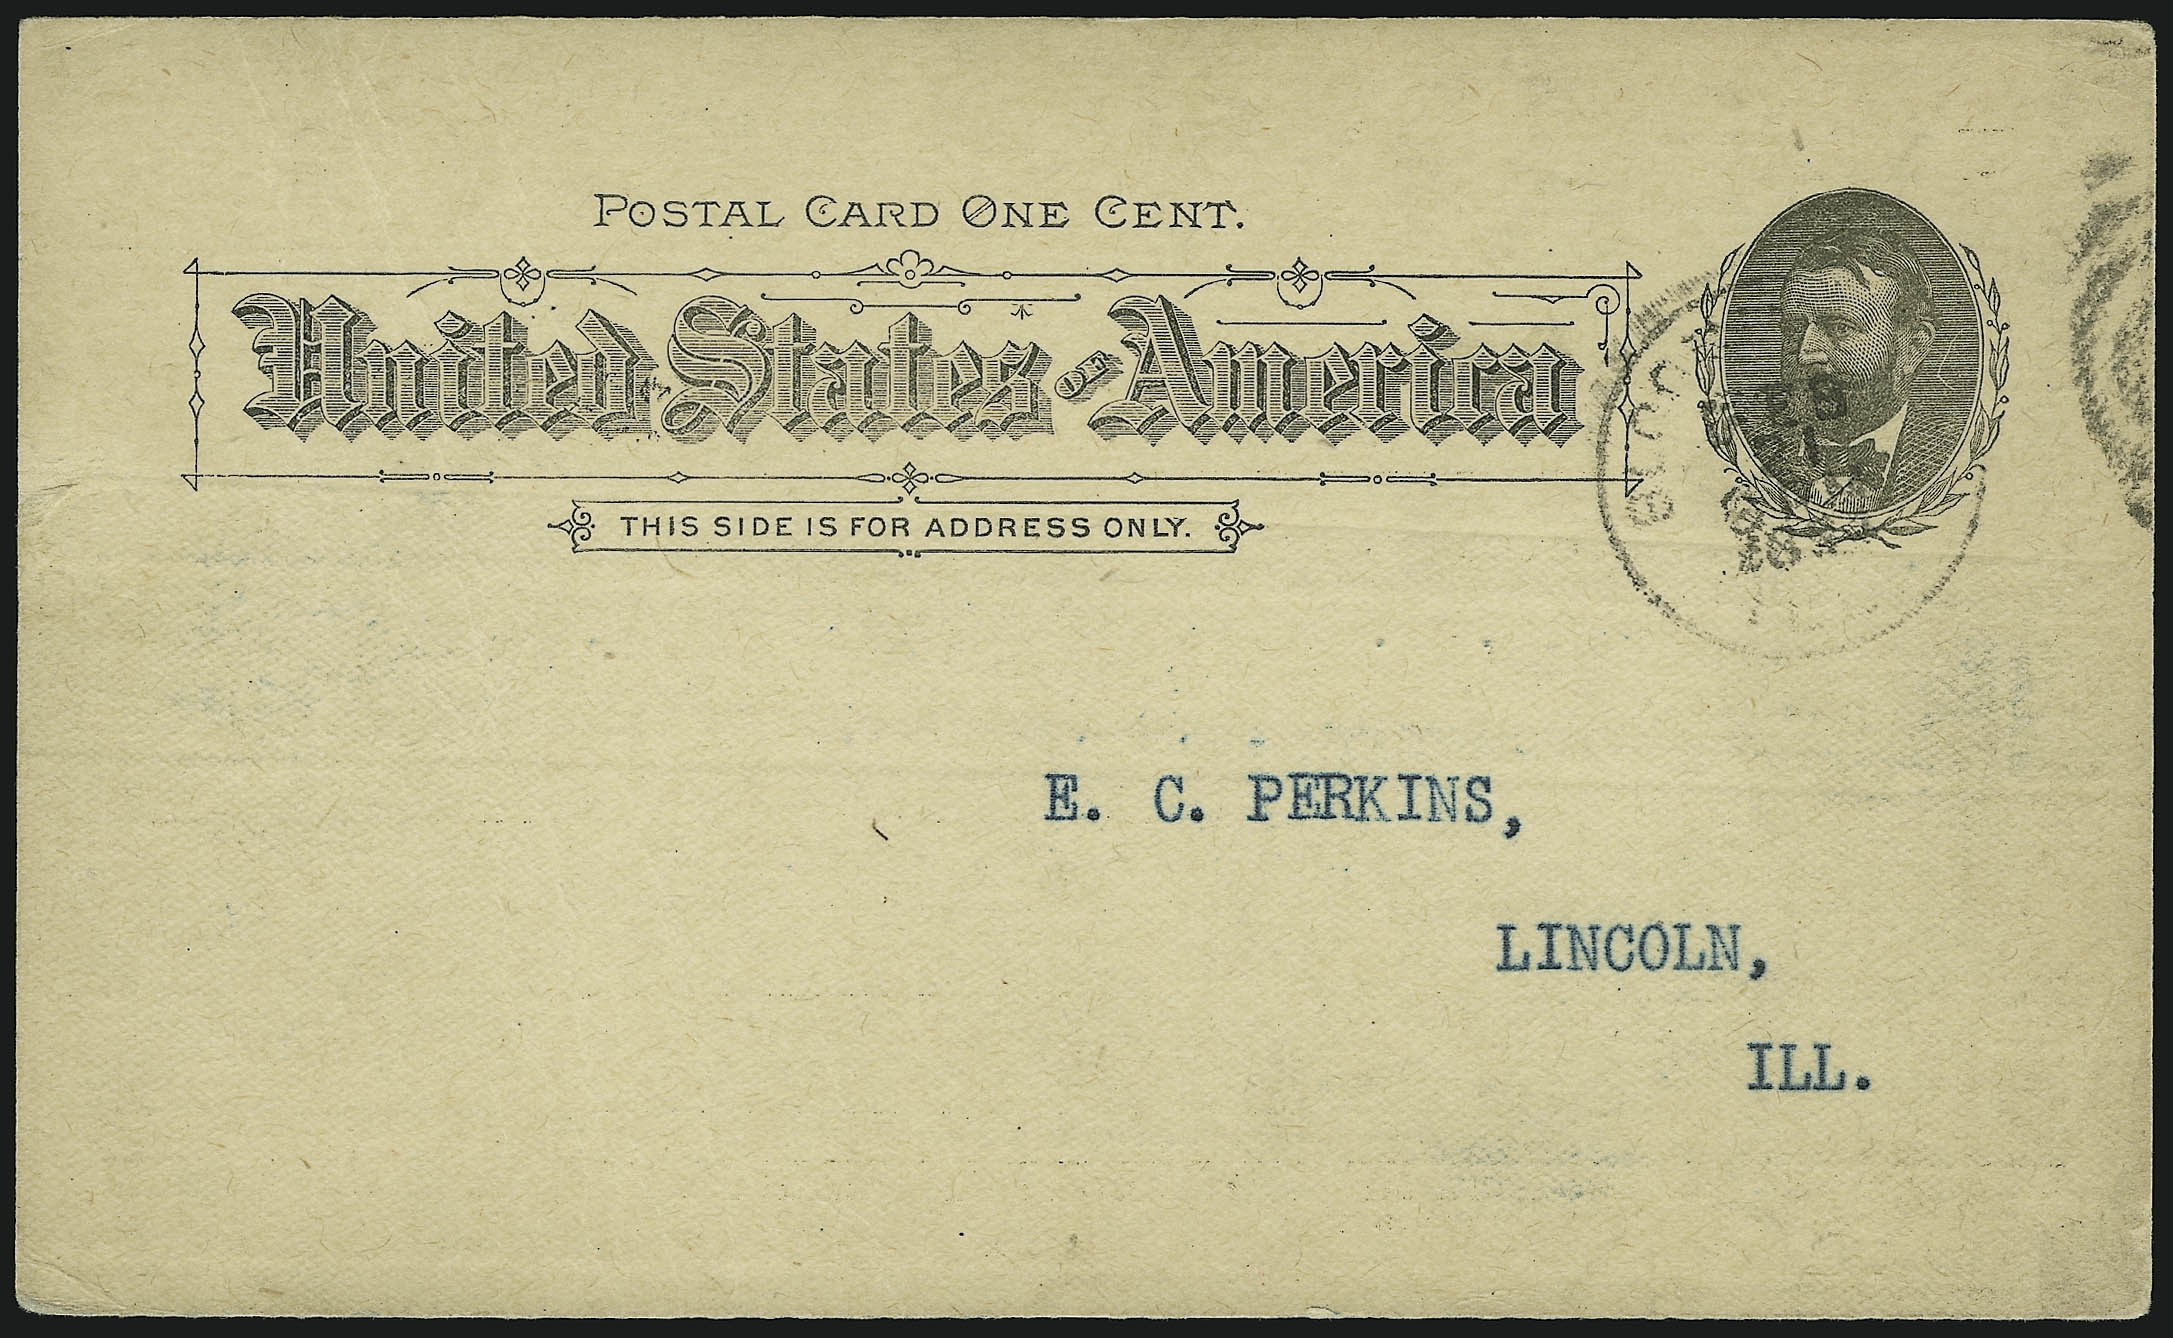 POSTAL CARD ONE CENT.
United States OF America
THIS SIDE IS FOR ADDRESS ONLY.
E. C. PERKINS,
LINCOLN,
ILL.